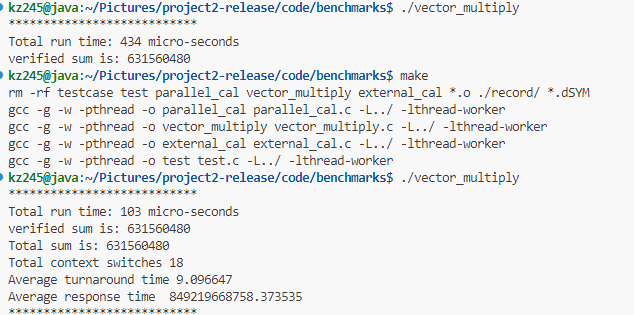 kz245@java:~/Pictures/project2-release/code/benchmarks$ ./vector_multiply
***************************
Total run time: 434 micro-seconds
verified sum is: 631560480
kz245@java:~/Pictures/project2-release/code/benchmarks$ make
rm -rf testcase test parallel_cal vector_multiply external_cal *.o ./record/ *.dSYM
gcc -g -w -pthread -o parallel_cal parallel_cal.c -L../ -lthread-worker
gcc -g -w -pthread -o vector_multiply vector_multiply.c -L../ -lthread-worker
gcc -g -w -pthread -o external_cal external_cal.c -L../ -lthread-worker
gcc -g -w -pthread -o test test.c -L../ -lthread-worker
kz245@java:~/Pictures/project2-release/code/benchmarks$ ./vector_multiply
***************************
Total run time: 103 micro-seconds
verified sum is: 631560480
Total sum is: 631560480
Total context switches 18
Average turnaround time 9.096647
Average response time  849219668758.373535
***************************